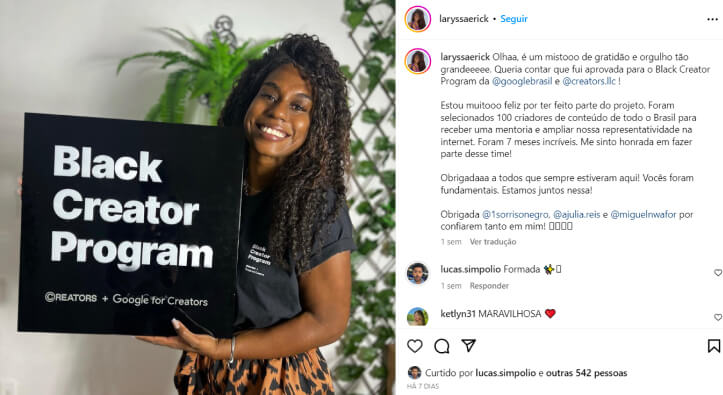 Black
Creator
Program
CREATORS + Google for Creators
Black
Creator
Program
laryssaerick • Seguir
laryssaerick Olhaa, é um mistooo de gratidão e orgulho tão
grandeeeee. Queria contar que fui aprovada para o Black Creator
Program da @googlebrasil e @creators.llc !
Estou muitooo feliz por ter feito parte do projeto. Foram
selecionados 100 criadores de conteúdo de todo o Brasil para
receber uma mentoria e ampliar nossa representatividade na
internet. Foram 7 meses incríveis. Me sinto honrada em fazer
parte desse time!
Obrigadaaa a todos que sempre estiveram aqui! Vocês foram
fundamentais. Estamos juntos nessa!
Obrigada @1sorrisonegro, @ajulia.reis e @miguelnwafor por
confiarem tanto em mim!
1 sem Ver tradução
lucas.simpolio Formada
1 sem Responder
ketlyn31 MARAVILHOSA
Curtido por lucas.simpolio e outras 542 pessoas
HÁ 7 DIAS